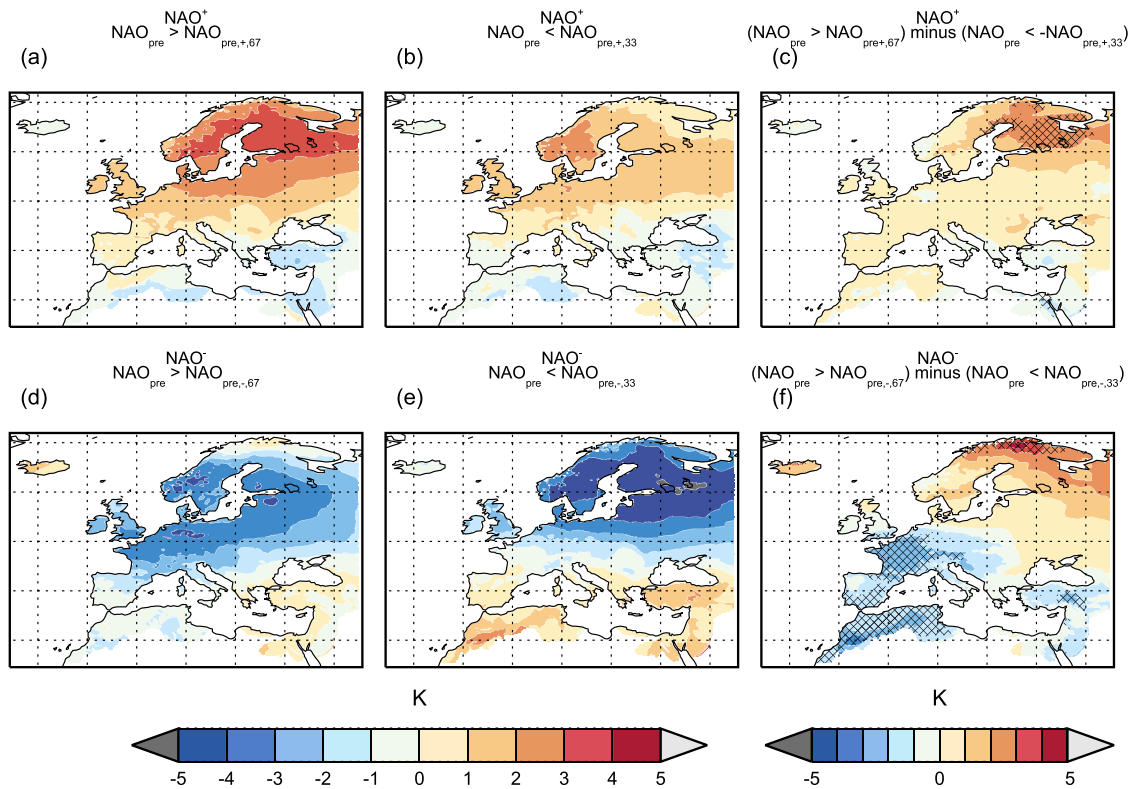 NAO+
NAOpre > NAOpre,+,67
(a)
NAO+
NAOpre < NAOpre,+,33
(b)
NAO+
(NAOpre > NAOpre+,67) minus (NAOpre < -NAOpre,+,33)
(c)
NAO-
NAOpre > NAOpre,-,67
(d)
NAO-
NAOpre < NAOpre,-,33
(e)
NAO-
(NAOpre > NAOpre,-,67) minus (NAOpre < NAOpre,-,33)
(f)
K
-5 -4 -3 -2 -1 0 1 2 3 4 5
K
-5 0 5